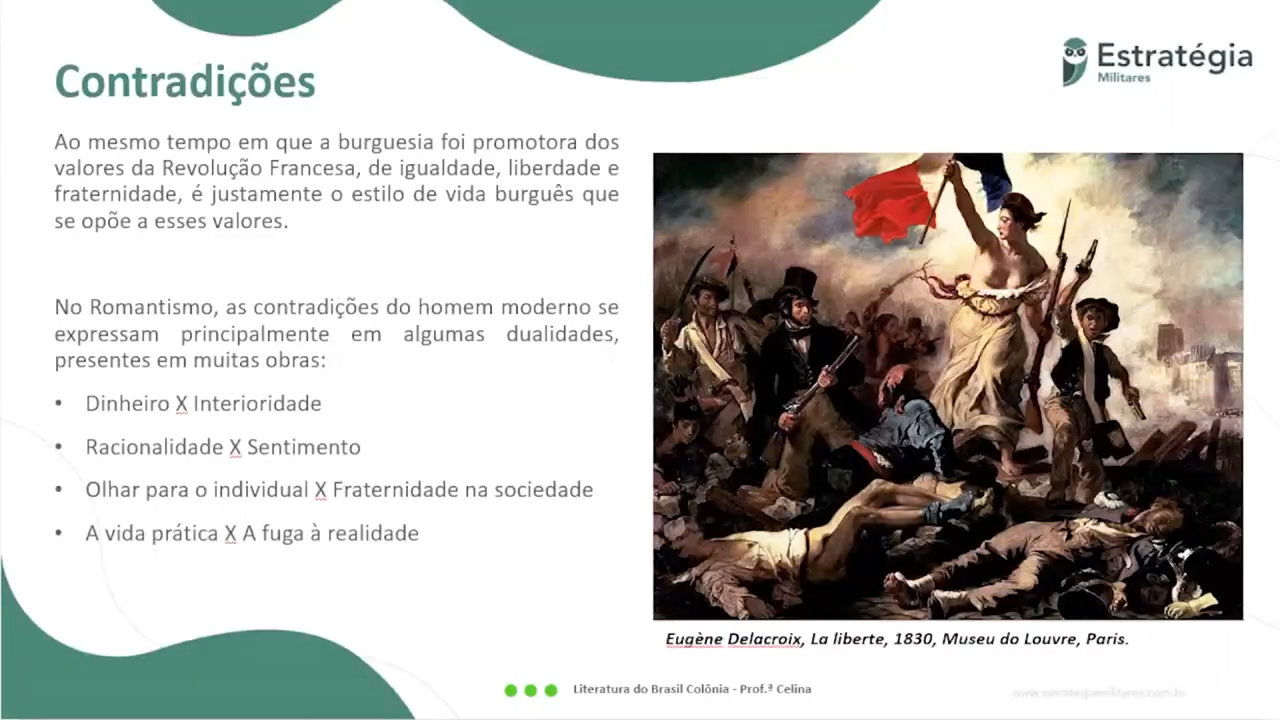 Contradições
Estratégia
Militares
Ao mesmo tempo em que a burguesia foi promotora dos
valores da Revolução Francesa, de igualdade, liberdade e
fraternidade, é justamente o estilo de vida burguês que
se opõe a esses valores.
No Romantismo, as contradições do homem moderno se
expressam principalmente em algumas dualidades,
presentes em muitas obras:
• Dinheiro X Interioridade
• Racionalidade X Sentimento
• Olhar para o individual X Fraternidade na sociedade
• A vida prática X A fuga à realidade
Eugène Delacroix, La liberte, 1830, Museu do Louvre, Paris.
Literatura do Brasil Colônia - Prof.ª Celina
www.estrategiamilitares.com.br